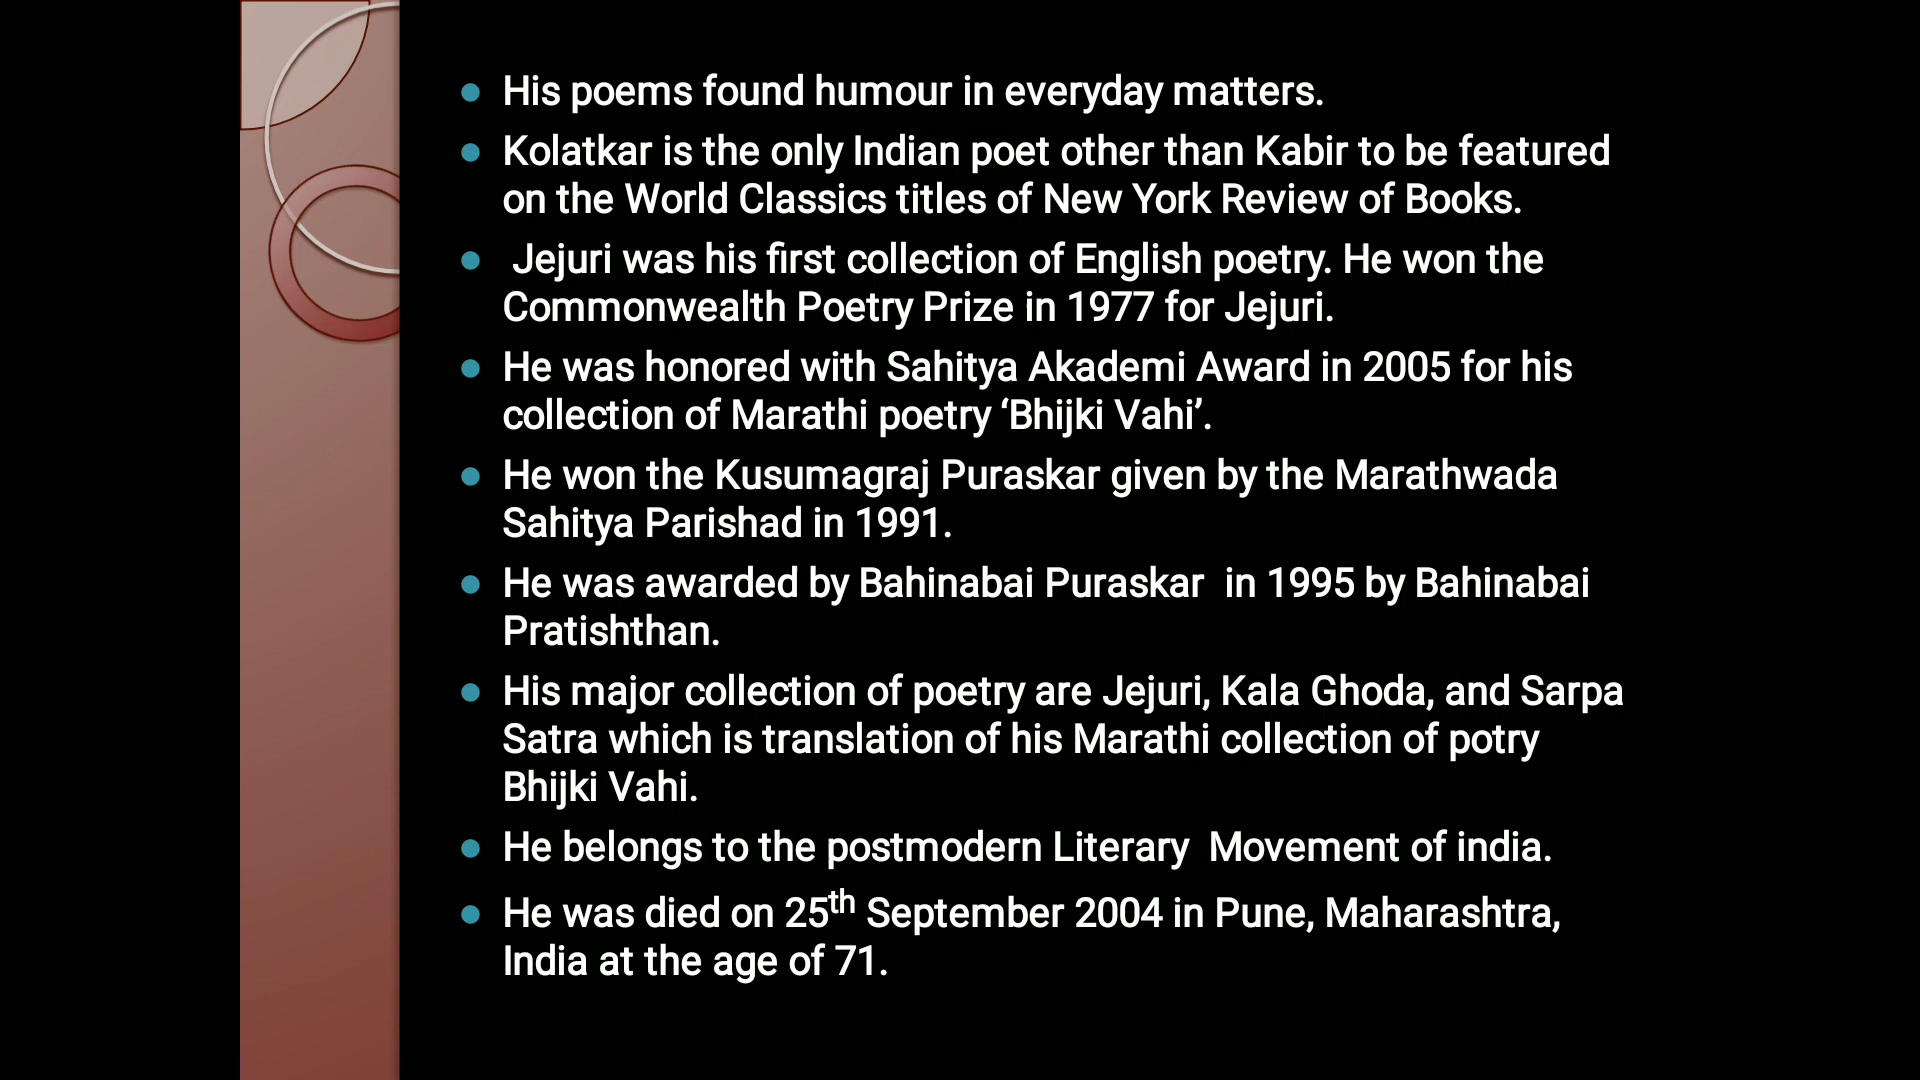 His poems found humour in everyday matters.
Kolatkar is the only Indian poet other than Kabir to be featured
on the World Classics titles of New York Review of Books.
Jejuri was his first collection of English poetry. He won the
Commonwealth Poetry Prize in 1977 for Jejuri.
He was honored with Sahitya Akademi Award in 2005 for his
collection of Marathi poetry ‘Bhijki Vahi’.
He won the Kusumagraj Puraskar given by the Marathwada
Sahitya Parishad in 1991.
He was awarded by Bahinabai Puraskar  in 1995 by Bahinabai
Pratishthan.
His major collection of poetry are Jejuri, Kala Ghoda, and Sarpa
Satra which is translation of his Marathi collection of potry
Bhijki Vahi.
He belongs to the postmodern Literary  Movement of india.
He was died on 25th September 2004 in Pune, Maharashtra,
India at the age of 71.